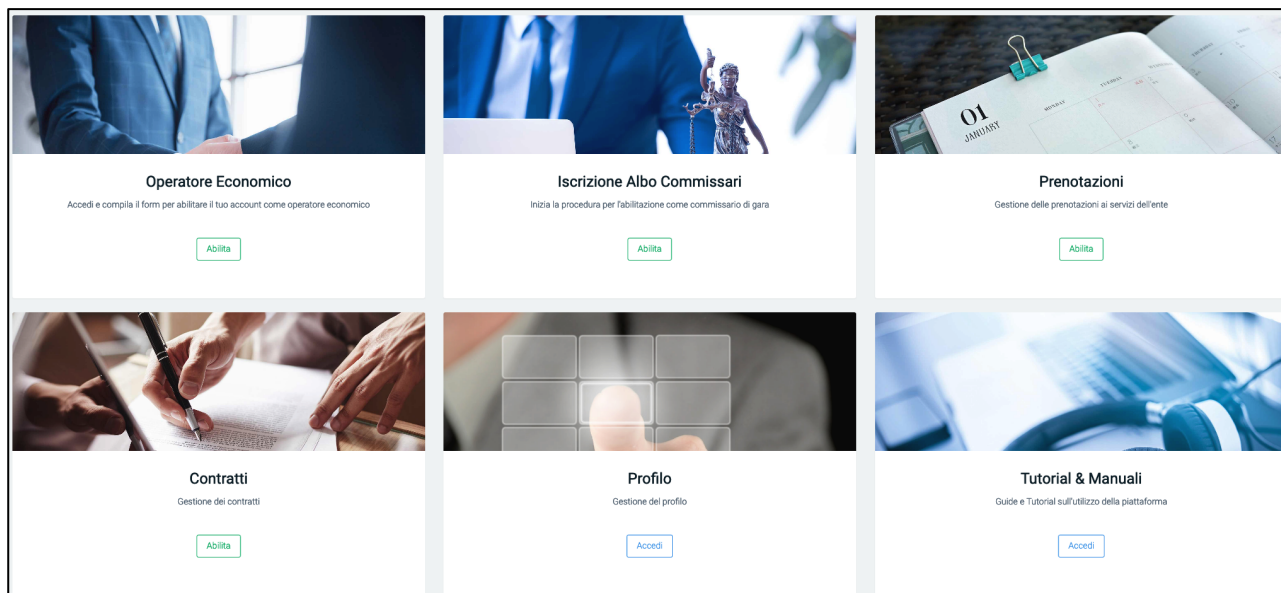 01
JANUARY
MONDAY
TUESDAY
Operatore Economico
Accedi e compila il form per abilitare il tuo account come operatore economico
Abilita
Iscrizione Albo Commissari
Inizia la procedura per l'abilitazione come commissario di gara
Abilita
Prenotazioni
Gestione delle prenotazioni ai servizi dell'ente
Abilita
Contratti
Gestione dei contratti
Abilita
Profilo
Gestione del profilo
Accedi
Tutorial & Manuali
Guide e Tutorial sull'utilizzo della piattaforma
Accedi